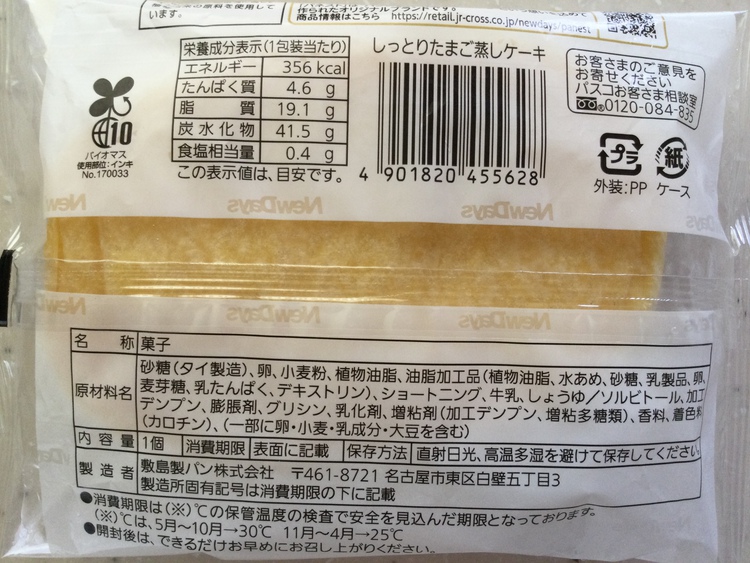 います。
作られたオリジナルブランドです。
商品情報はこちら https://retail.jr-cross.co.jp/newdays/panest
栄養成分表示(1包装当たり)
エネルギー 356 kcal
たんぱく質 4.6 g
脂質 19.1 g
炭水化物 41.5 g
食塩相当量 0.4 g
この表示値は、目安です。
しっとりたまご蒸しケーキ
4 901820 455628
お客さまのご意見を
お寄せください
パスコお客さま相談室
0120-084-835
10
バイオマス
使用部位:インキ
No.170033
プラ
外装:PP
紙
ケース
NewDays NewDays NewDays
NewDays NewDays NewDays
名称 菓子
原材料名 砂糖(タイ製造)、卵、小麦粉、植物油脂、油脂加工品(植物油脂、水あめ、砂糖、乳製品、卵、
麦芽糖、乳たんぱく、デキストリン)、ショートニング、牛乳、しょうゆ/ソルビトール、加工
デンプン、膨脹剤、グリシン、乳化剤、増粘剤(加工デンプン、増粘多糖類)、香料、着色料
(カロチン)、(一部に卵・小麦・乳成分・大豆を含む)
内容量 1個 消費期限 表面に記載 保存方法 直射日光、高温多湿を避けて保存してください。
製造者 敷島製パン株式会社 〒461-8721 名古屋市東区白壁五丁目3
製造所固有記号は消費期限の下に記載
●消費期限は(※)℃の保管温度の検査で安全を見込んだ期限となっております。
(※)℃は、5月~10月→30℃ 11月~4月→25℃
●開封後は、できるだけお早めにお召し上がりください。